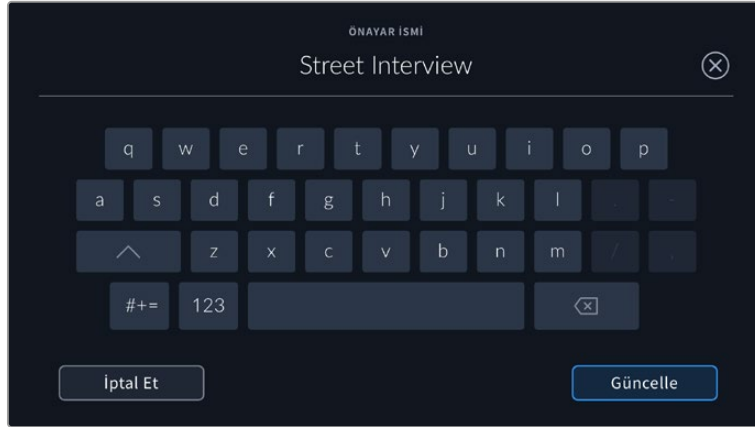 ÖNAYAR İSMİ
Street Interview
q w e r t y u i o p
a s d f g h j k l . -
z x c v b n m / ,
#+= 123
İptal Et Güncelle